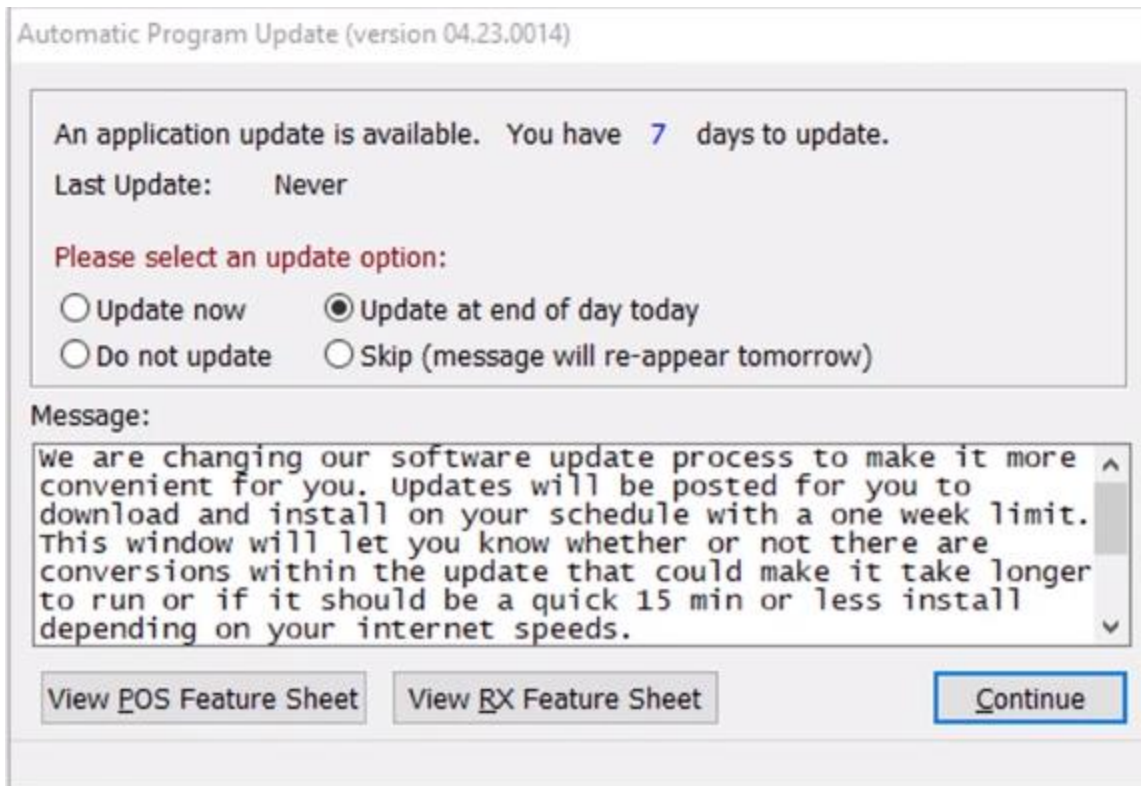 Automatic Program Update (version 04.23.0014)
An application update is available. You have 7 days to update.
Last Update: Never
Please select an update option:
Update now Update at end of day today
Do not update Skip (message will re-appear tomorrow)
Message:
We are changing our software update process to make it more
convenient for you. Updates will be posted for you to
download and install on your schedule with a one week limit.
This window will let you know whether or not there are
conversions within the update that could make it take longer
to run or if it should be a quick 15 min or less install
depending on your internet speeds.
View POS Feature Sheet View RX Feature Sheet Continue